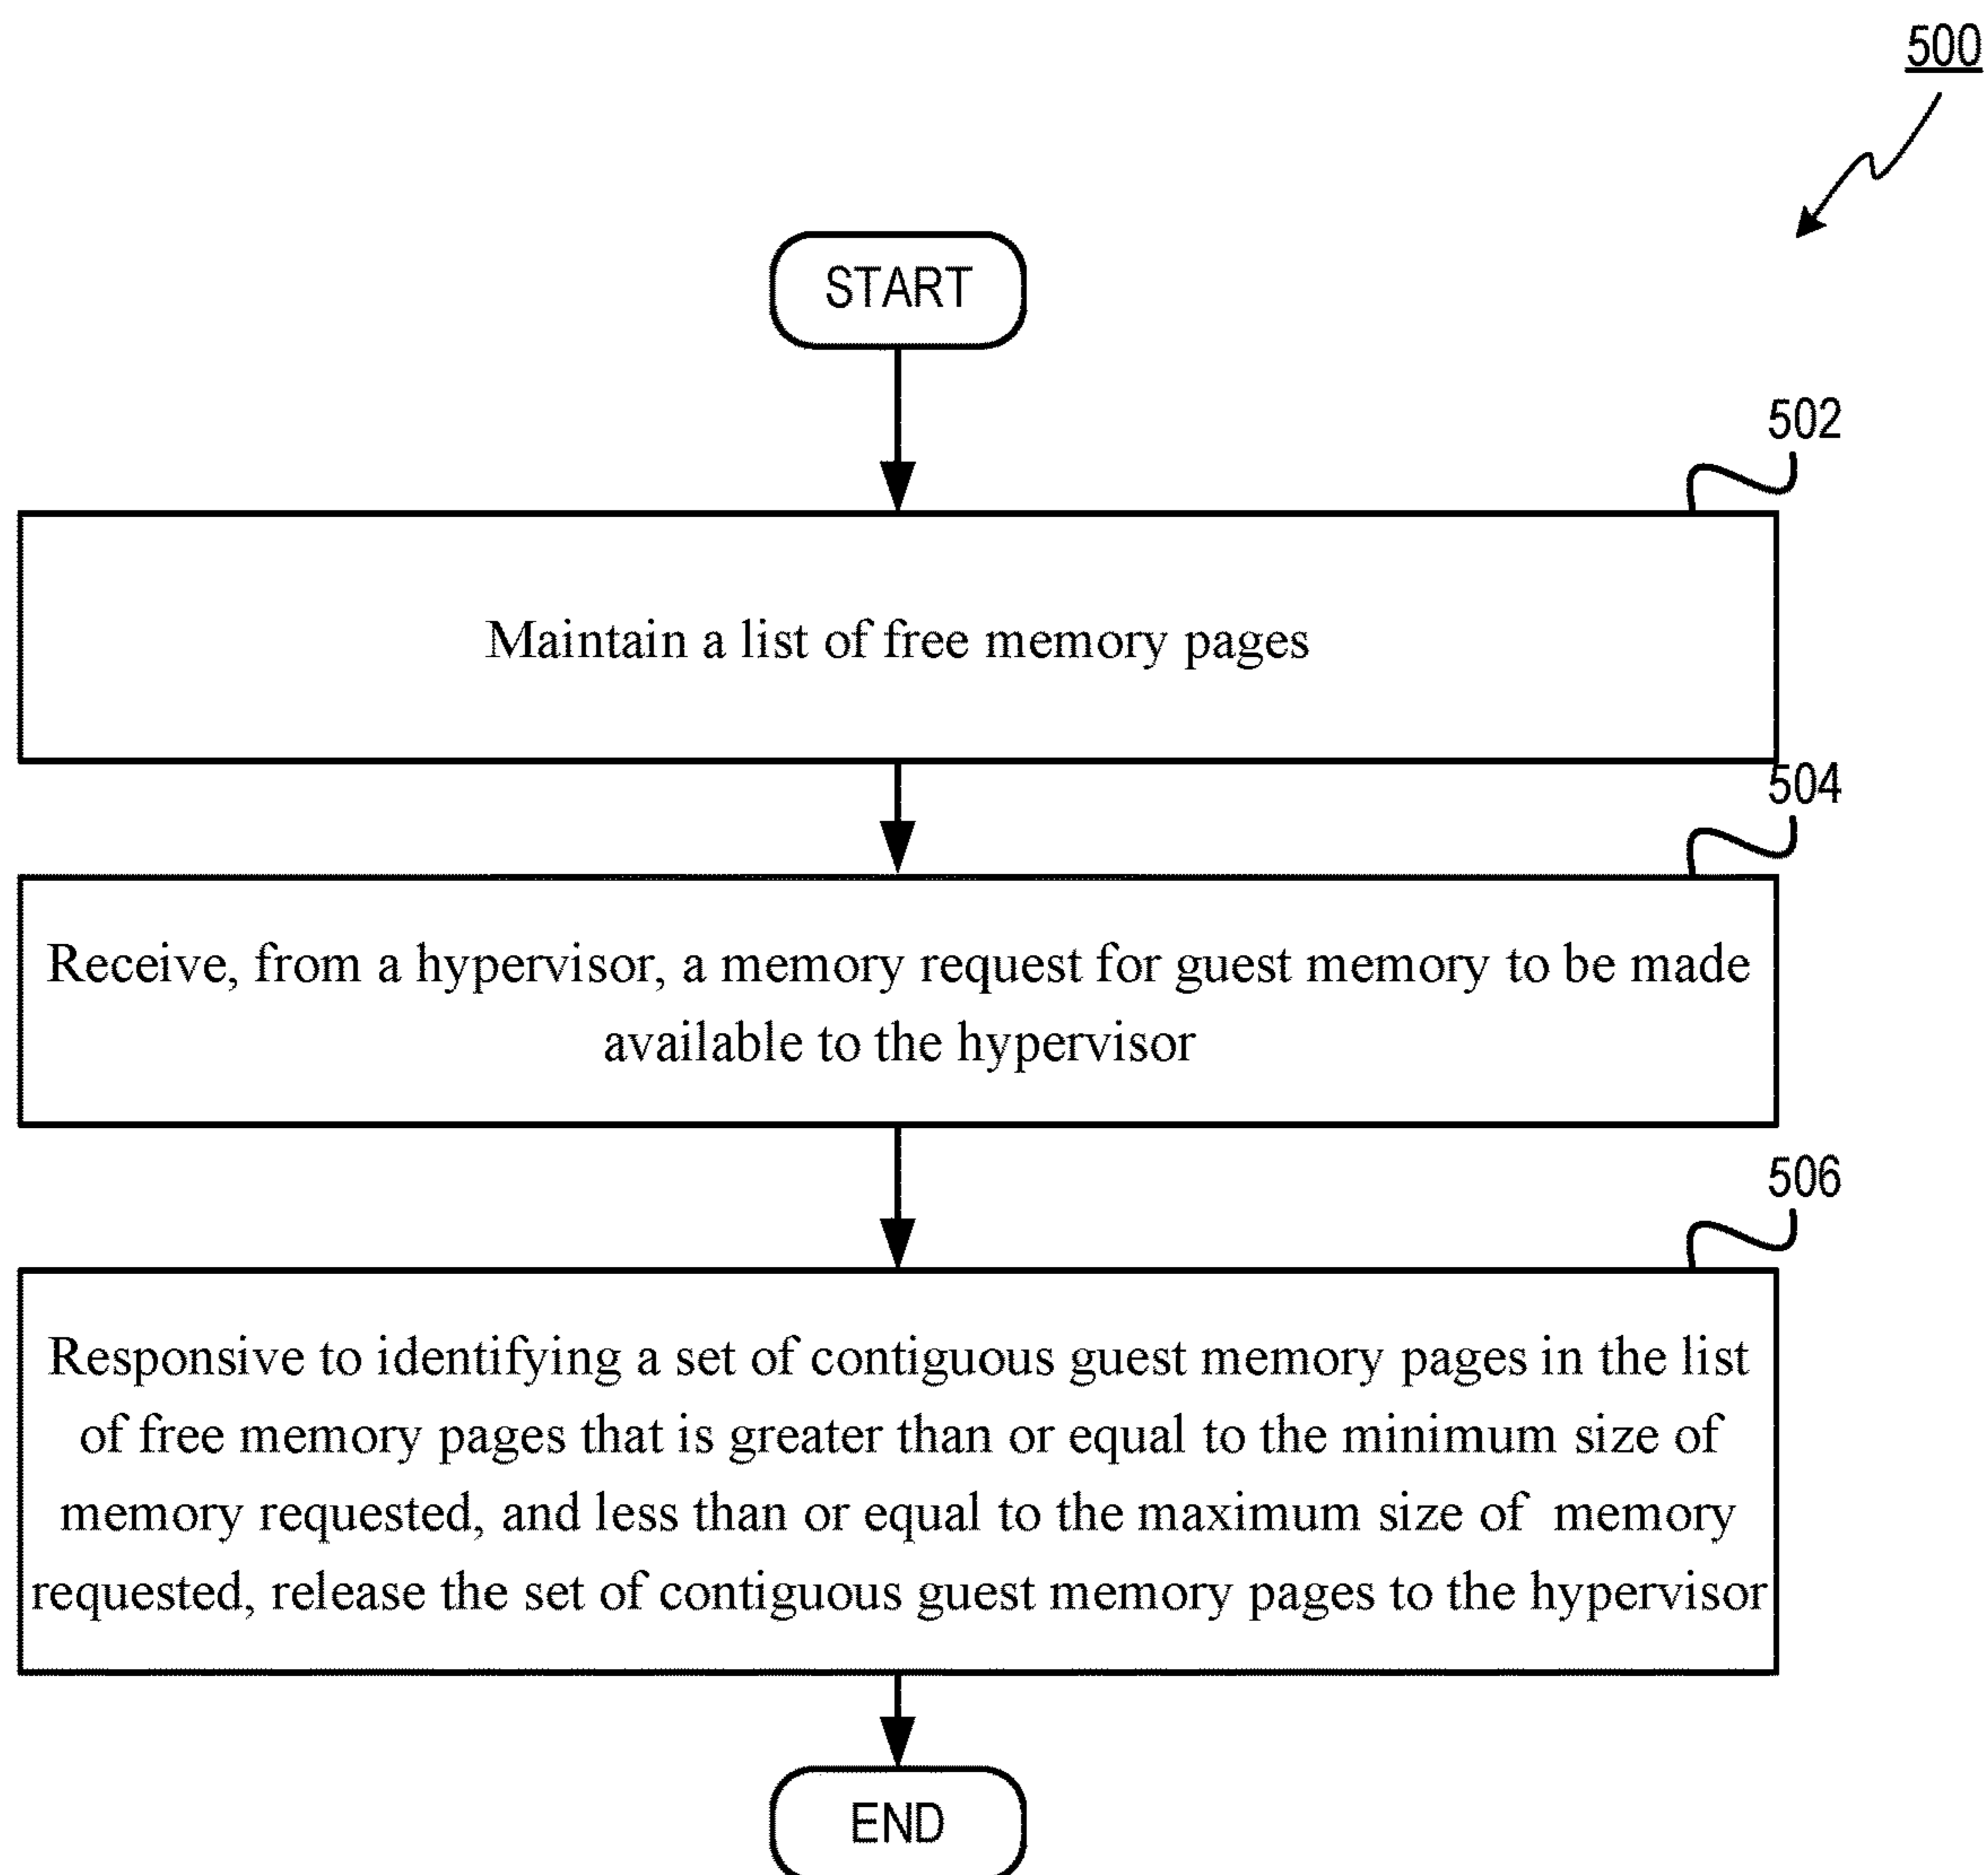 500
START
502
Maintain a list of free memory pages
504
Receive, from a hypervisor, a memory request for guest memory to be made
available to the hypervisor
506
Responsive to identifying a set of contiguous guest memory pages in the list
of free memory pages that is greater than or equal to the minimum size of
memory requested, and less than or equal to the maximum size of memory
requested, release the set of contiguous guest memory pages to the hypervisor
END